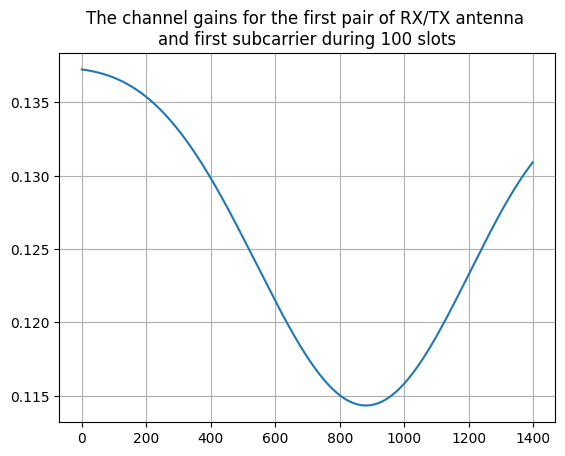 The channel gains for the first pair of RX/TX antenna
and first subcarrier during 100 slots
0.135
0.130
0.125
0.120
0.115
0 200 400 600 800 1000 1200 1400